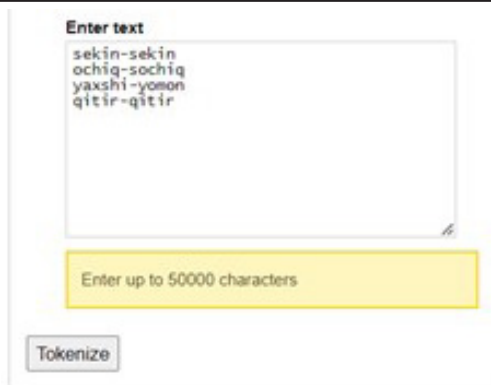 Enter text
sekin-sekin
ochiq-sochiq
yaxshi-yomon
qitir-qitir
Enter up to 50000 characters
Tokenize